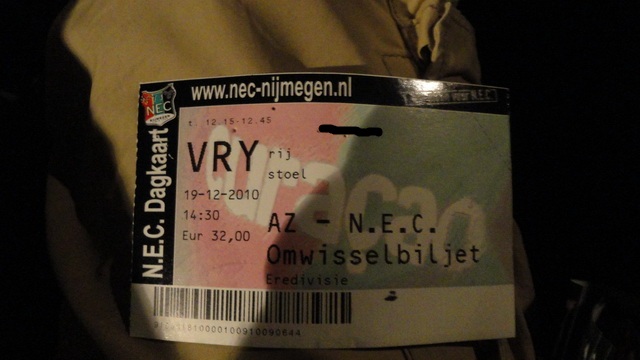 www.nec-nijmegen.nl
NEC
N.E.C. Dagkaart
t. 12.15-12.45
VRY rij
stoel
19-12-2010
14:30
AZ - N.E.C.
Eur 32,00
Omwisselbiljet
Eredivisie
Curaçao